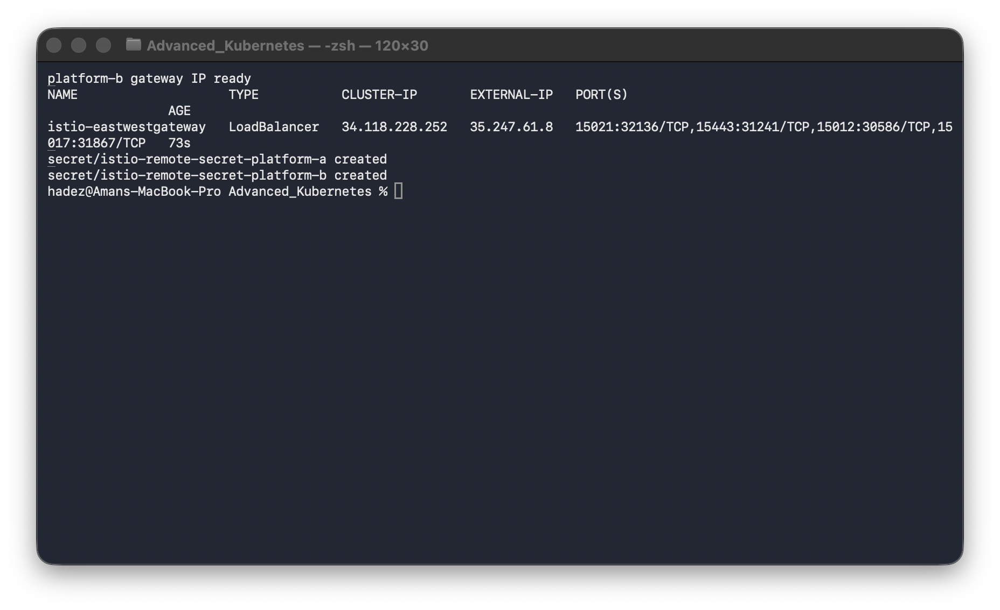 Advanced_Kubernetes — -zsh — 120×30
platform-b gateway IP ready
NAME                    TYPE           CLUSTER-IP       EXTERNAL-IP   PORT(S)
                AGE
istio-eastwestgateway   LoadBalancer   34.118.228.252   35.247.61.8   15021:32136/TCP,15443:31241/TCP,15012:30586/TCP,15
017:31867/TCP   73s
secret/istio-remote-secret-platform-a created
secret/istio-remote-secret-platform-b created
hadez@Amans-MacBook-Pro Advanced_Kubernetes %